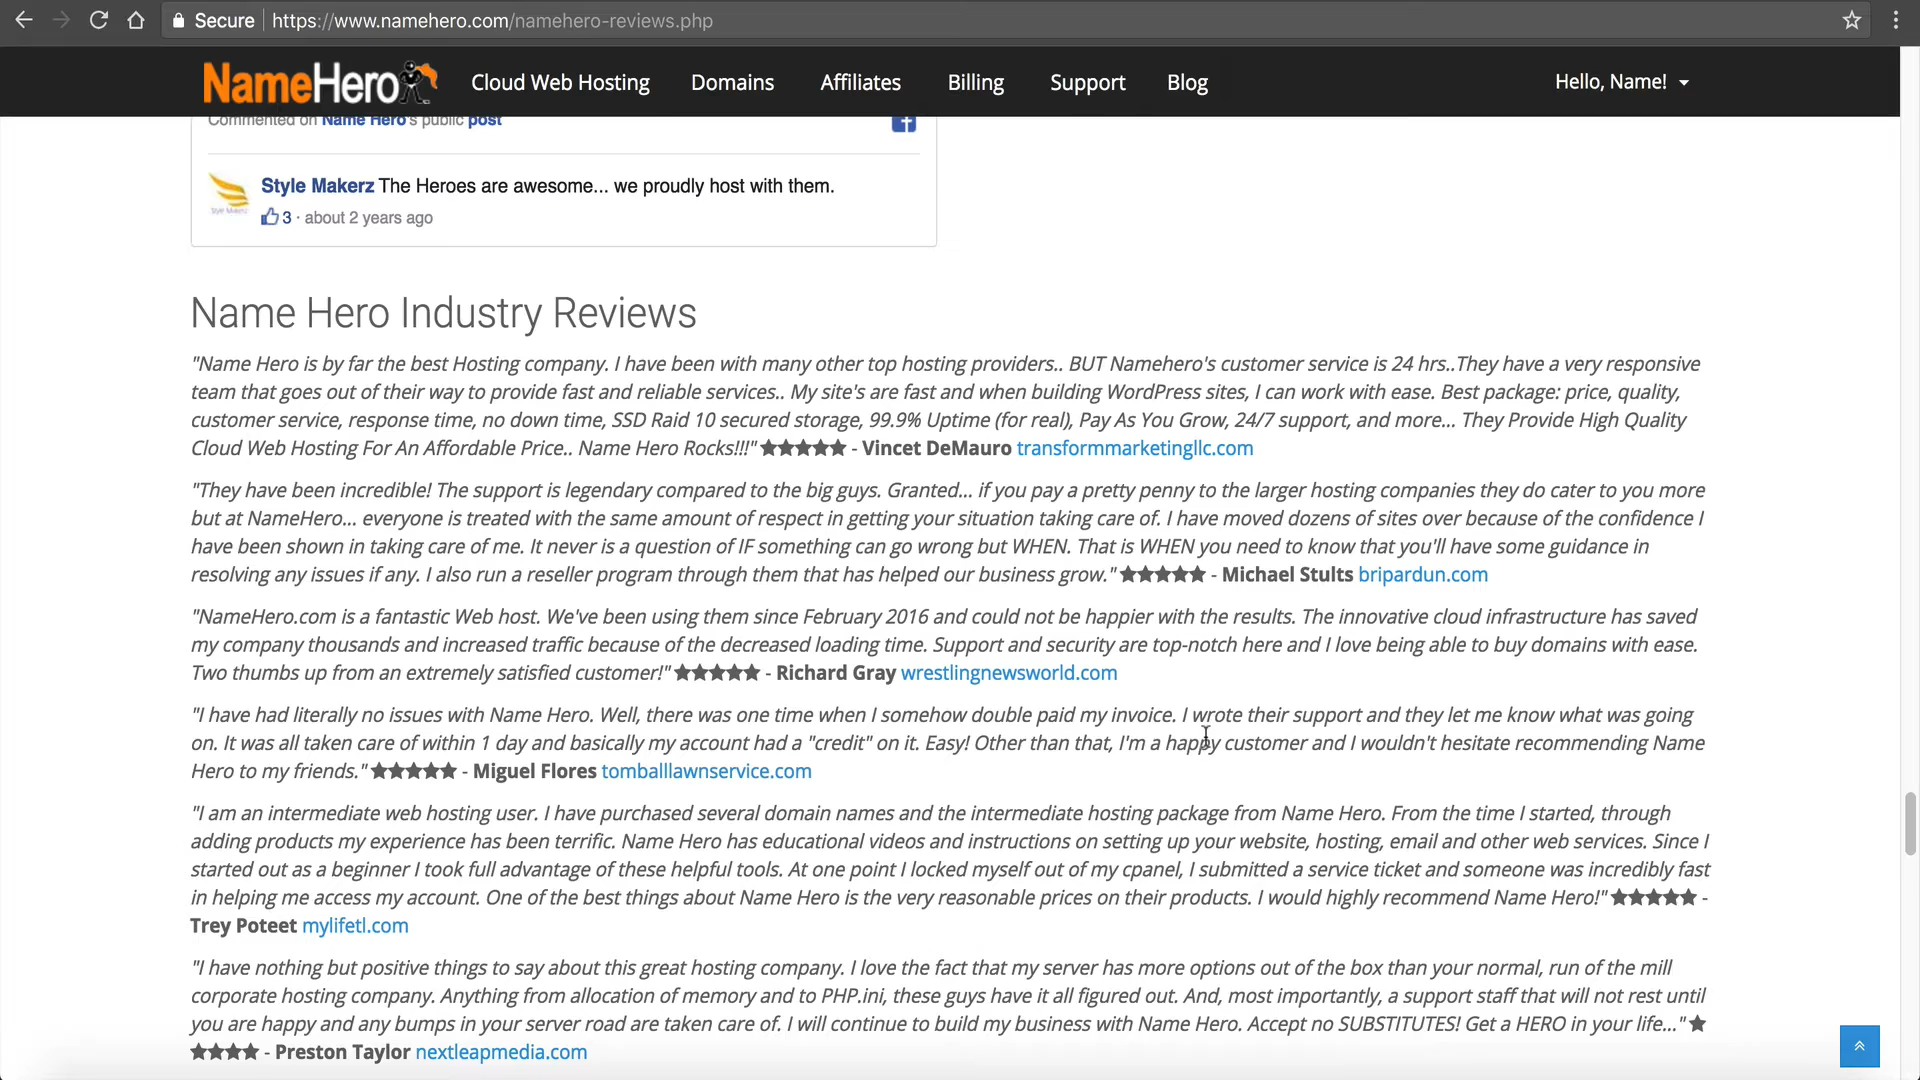 Secure https://www.namehero.com/namehero-reviews.php
NameHero Cloud Web Hosting Domains Affiliates Billing Support Blog Hello, Name!
Commented on Name Hero's public post
Style Makerz The Heroes are awesome... we proudly host with them.
3 · about 2 years ago
Name Hero Industry Reviews
"Name Hero is by far the best Hosting company. I have been with many other top hosting providers.. BUT Namehero's customer service is 24 hrs..They have a very responsive
team that goes out of their way to provide fast and reliable services.. My site's are fast and when building WordPress sites, I can work with ease. Best package: price, quality,
customer service, response time, no down time, SSD Raid 10 secured storage, 99.9% Uptime (for real), Pay As You Grow, 24/7 support, and more... They Provide High Quality
Cloud Web Hosting For An Affordable Price.. Name Hero Rocks!!!" ★★★★★ - Vincet DeMauro transformmarketingllc.com
"They have been incredible! The support is legendary compared to the big guys. Granted... if you pay a pretty penny to the larger hosting companies they do cater to you more
but at NameHero... everyone is treated with the same amount of respect in getting your situation taking care of. I have moved dozens of sites over because of the confidence I
have been shown in taking care of me. It never is a question of IF something can go wrong but WHEN. That is WHEN you need to know that you'll have some guidance in
resolving any issues if any. I also run a reseller program through them that has helped our business grow." ★★★★★ - Michael Stults bripardun.com
"NameHero.com is a fantastic Web host. We've been using them since February 2016 and could not be happier with the results. The innovative cloud infrastructure has saved
my company thousands and increased traffic because of the decreased loading time. Support and security are top-notch here and I love being able to buy domains with ease.
Two thumbs up from an extremely satisfied customer!" ★★★★★ - Richard Gray wrestlingnewsworld.com
"I have had literally no issues with Name Hero. Well, there was one time when I somehow double paid my invoice. I wrote their support and they let me know what was going
on. It was all taken care of within 1 day and basically my account had a "credit" on it. Easy! Other than that, I'm a happy customer and I wouldn't hesitate recommending Name
Hero to my friends." ★★★★★ - Miguel Flores tomballlawnservice.com
"I am an intermediate web hosting user. I have purchased several domain names and the intermediate hosting package from Name Hero. From the time I started, through
adding products my experience has been terrific. Name Hero has educational videos and instructions on setting up your website, hosting, email and other web services. Since I
started out as a beginner I took full advantage of these helpful tools. At one point I locked myself out of my cpanel, I submitted a service ticket and someone was incredibly fast
in helping me access my account. One of the best things about Name Hero is the very reasonable prices on their products. I would highly recommend Name Hero!" ★★★★★ -
Trey Poteet mylifetl.com
"I have nothing but positive things to say about this great hosting company. I love the fact that my server has more options out of the box than your normal, run of the mill
corporate hosting company. Anything from allocation of memory and to PHP.ini, these guys have it all figured out. And, most importantly, a support staff that will not rest until
you are happy and any bumps in your server road are taken care of. I will continue to build my business with Name Hero. Accept no SUBSTITUTES! Get a HERO in your life..." ★
★★★★ - Preston Taylor nextleapmedia.com